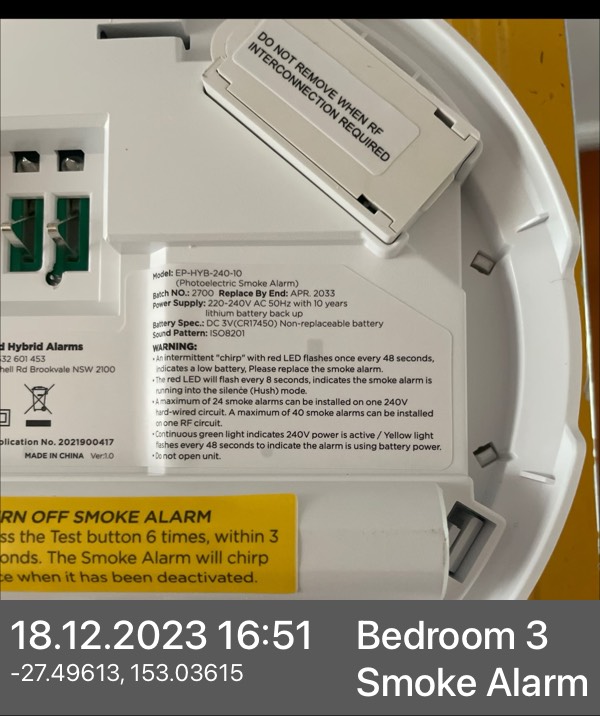 DO NOT REMOVE WHEN RF
INTERCONNECTION REQUIRED
Model: EP-HYB-240-10
(Photoelectric Smoke Alarm)
Batch NO.: 2700 Replace By End: APR. 2033
Power Supply: 220-240V AC 50Hz with 10 years
lithium battery back up
Battery Spec.: DC 3V(CR17450) Non-replaceable battery
Sound Pattern: ISO8201
WARNING:
•An intermittent "chirp" with red LED flashes once every 48 seconds,
indicates a low battery, Please replace the smoke alarm.
•The red LED will flash every 8 seconds, indicates the smoke alarm is
running into the silence (Hush) mode.
•A maximum of 24 smoke alarms can be installed on one 240V
hard-wired circuit. A maximum of 40 smoke alarms can be installed
on one RF circuit.
•Continuous green light indicates 240V power is active / Yellow light
flashes every 48 seconds to indicate the alarm is using battery power.
•Do not open unit.
d Hybrid Alarms
532 601 453
hell Rd Brookvale NSW 2100
plication No. 2021900417
MADE IN CHINA Ver:1.0
RN OFF SMOKE ALARM
ss the Test button 6 times, within 3
onds. The Smoke Alarm will chirp
ce when it has been deactivated.
18.12.2023 16:51
-27.49613, 153.03615
Bedroom 3
Smoke Alarm